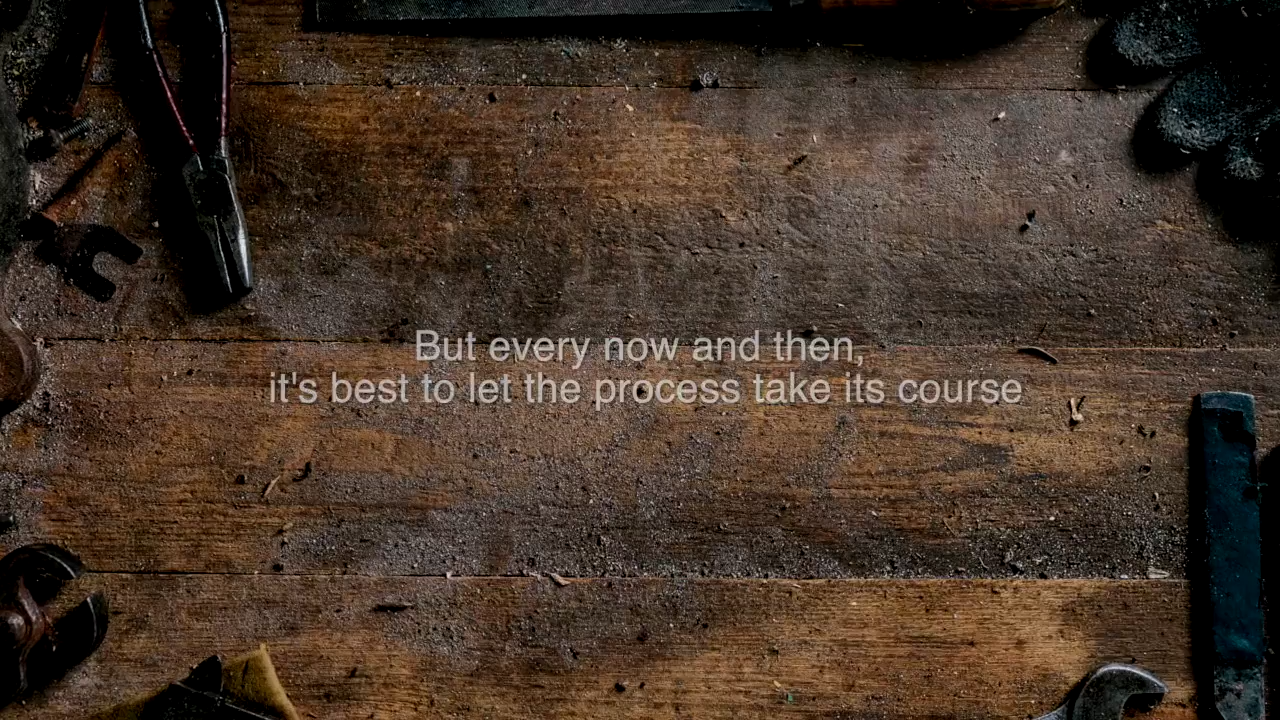 But every now and then,
it's best to let the process take its course